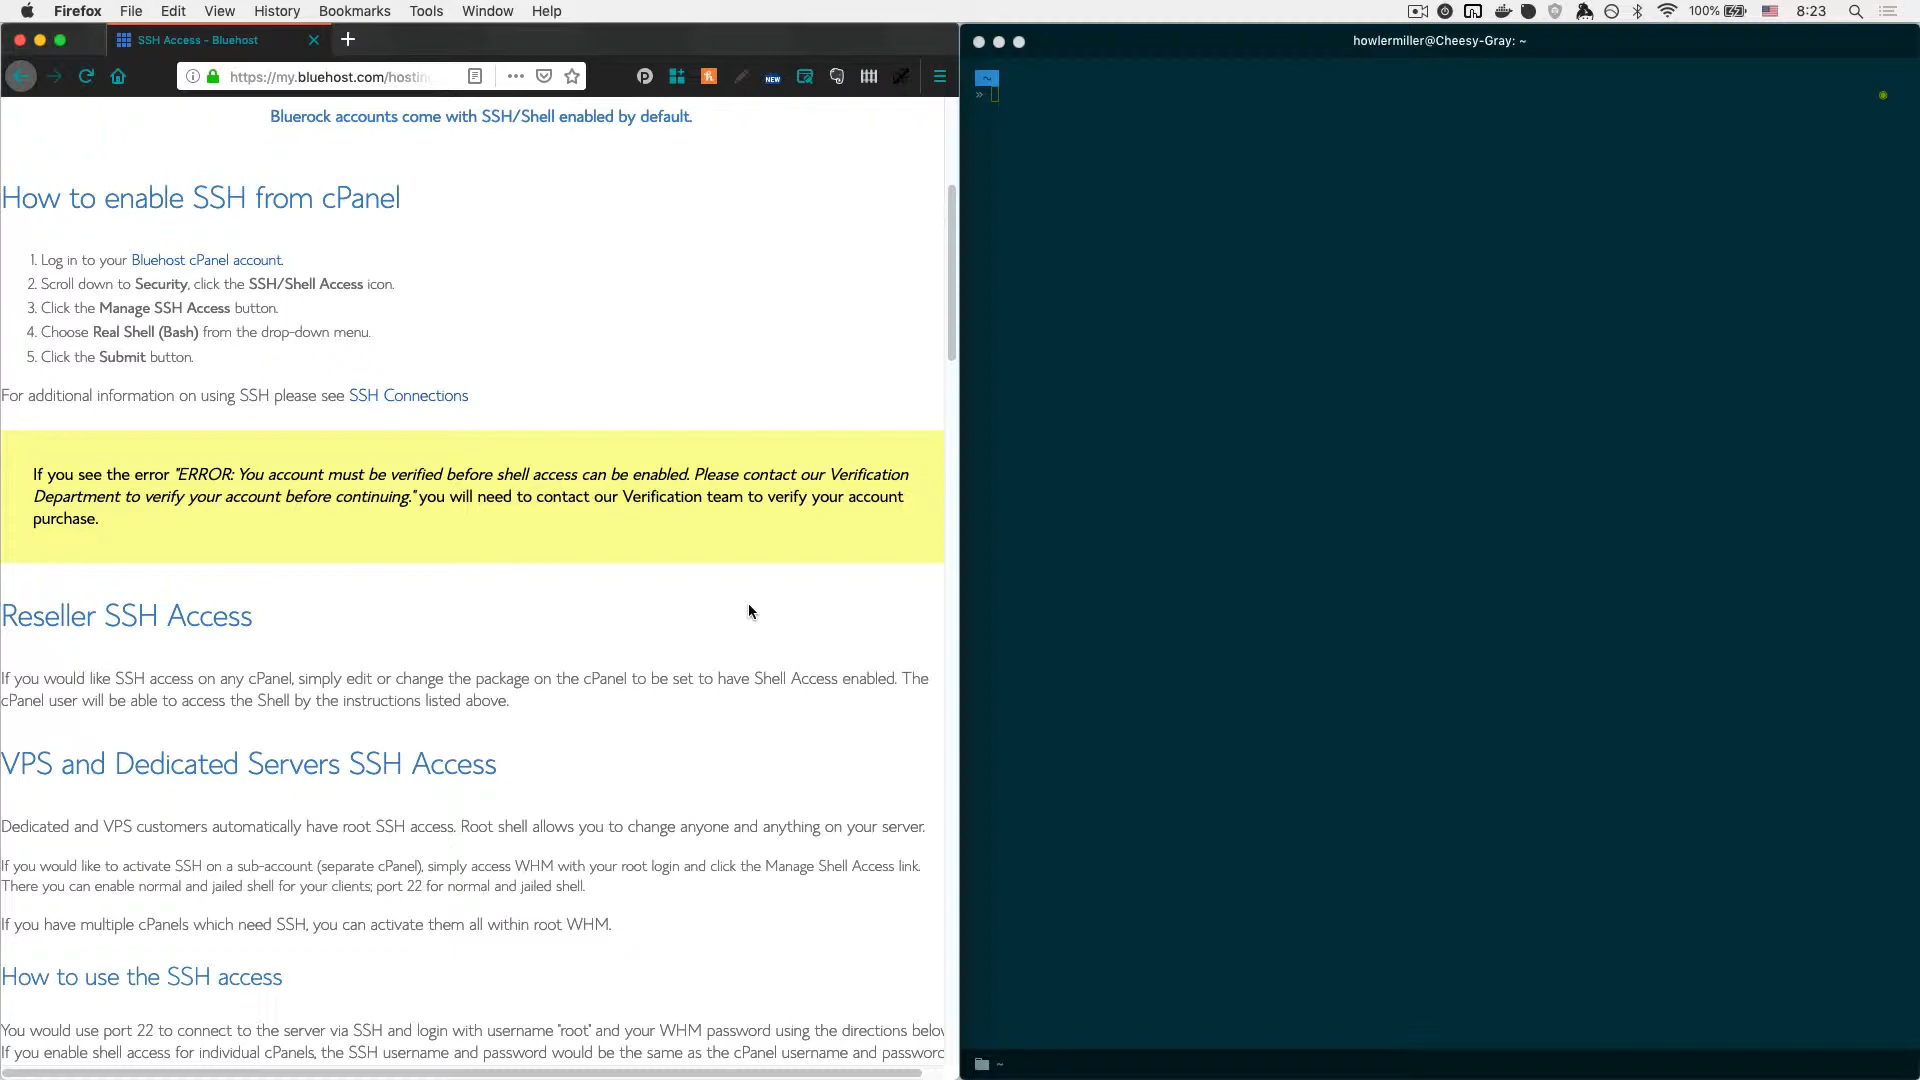 Firefox File Edit View History Bookmarks Tools Window Help 100% 8:23
SSH Access - Bluehost
howlermiller@Cheesy-Gray: ~
https://my.bluehost.com/hostin
NEW
~
»
Bluerock accounts come with SSH/Shell enabled by default.
How to enable SSH from cPanel
1. Log in to your Bluehost cPanel account.
2. Scroll down to Security, click the SSH/Shell Access icon.
3. Click the Manage SSH Access button.
4. Choose Real Shell (Bash) from the drop-down menu.
5. Click the Submit button.
For additional information on using SSH please see SSH Connections
If you see the error "ERROR: You account must be verified before shell access can be enabled. Please contact our Verification
Department to verify your account before continuing." you will need to contact our Verification team to verify your account
purchase.
Reseller SSH Access
If you would like SSH access on any cPanel, simply edit or change the package on the cPanel to be set to have Shell Access enabled. The
cPanel user will be able to access the Shell by the instructions listed above.
VPS and Dedicated Servers SSH Access
Dedicated and VPS customers automatically have root SSH access. Root shell allows you to change anyone and anything on your server.
If you would like to activate SSH on a sub-account (separate cPanel), simply access WHM with your root login and click the Manage Shell Access link.
There you can enable normal and jailed shell for your clients; port 22 for normal and jailed shell.
If you have multiple cPanels which need SSH, you can activate them all within root WHM.
How to use the SSH access
You would use port 22 to connect to the server via SSH and login with username "root" and your WHM password using the directions below
If you enable shell access for individual cPanels, the SSH username and password would be the same as the cPanel username and password
~